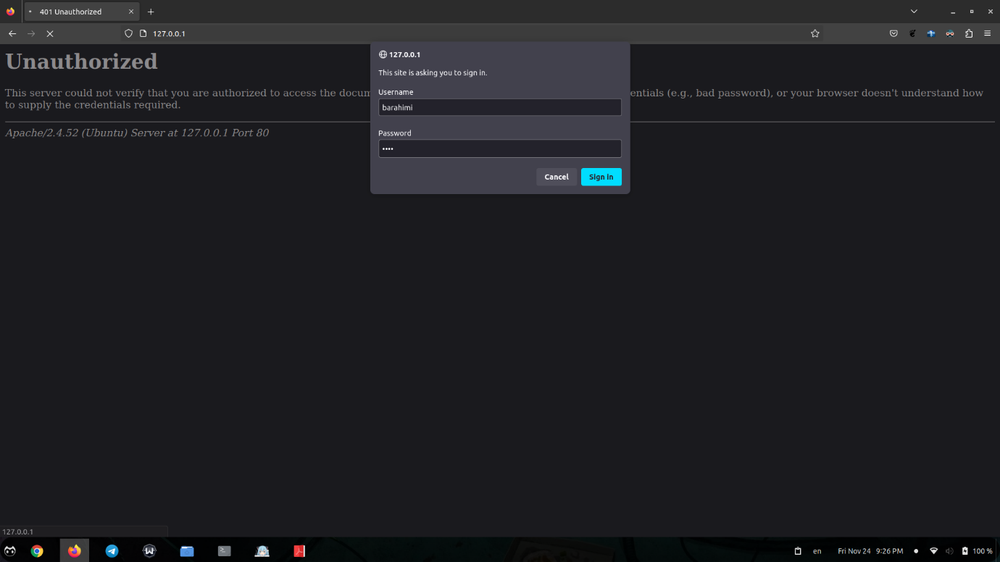 401 Unauthorized
127.0.0.1
Unauthorized
127.0.0.1
This site is asking you to sign in.
Username
barahimi
Password
••••
Cancel
Sign in
This server could not verify that you are authorized to access the docum
entials (e.g., bad password), or your browser doesn't understand how
to supply the credentials required.
Apache/2.4.52 (Ubuntu) Server at 127.0.0.1 Port 80
127.0.0.1
en
Fri Nov 24 9:26 PM
100 %